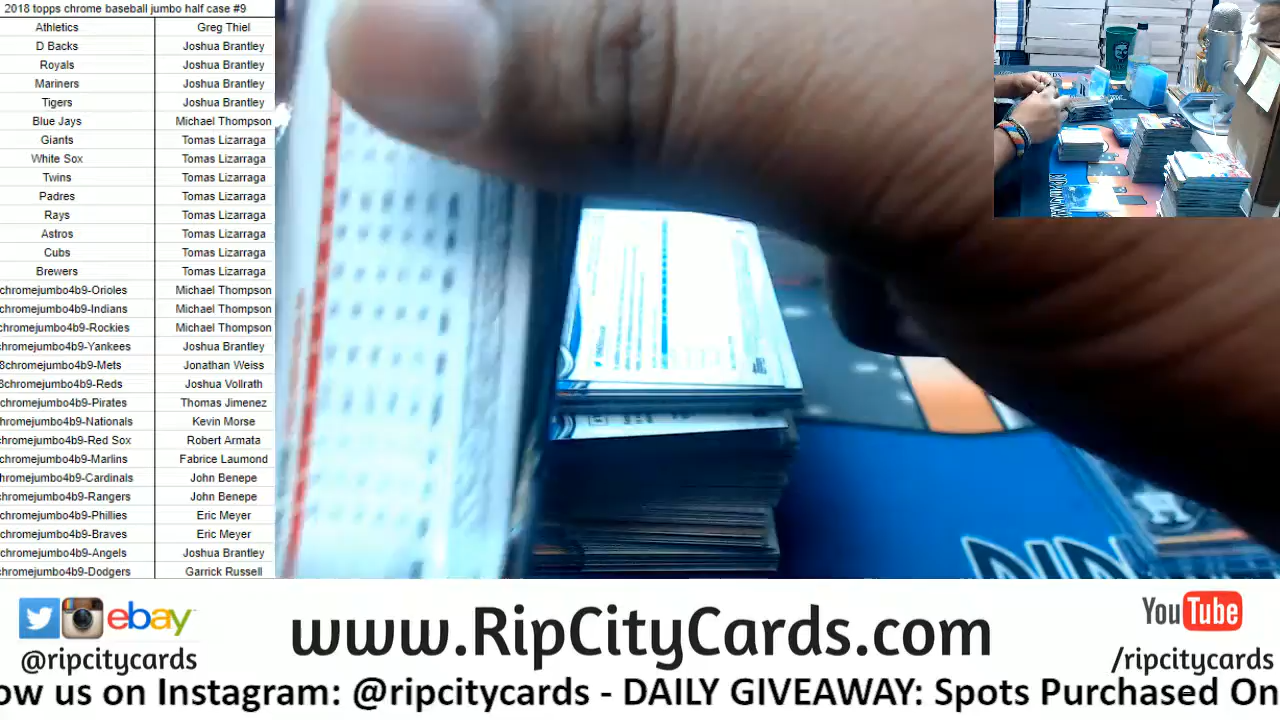 2018 topps chrome baseball jumbo half case #9
Athletics Greg Thiel
D Backs Joshua Brantley
Royals Joshua Brantley
Mariners Joshua Brantley
Tigers Joshua Brantley
Blue Jays Michael Thompson
Giants Tomas Lizarraga
White Sox Tomas Lizarraga
Twins Tomas Lizarraga
Padres Tomas Lizarraga
Rays Tomas Lizarraga
Astros Tomas Lizarraga
Cubs Tomas Lizarraga
Brewers Tomas Lizarraga
chromejumbo4b9-Orioles Michael Thompson
chromejumbo4b9-Indians Michael Thompson
chromejumbo4b9-Rockies Michael Thompson
chromejumbo4b9-Yankees Joshua Brantley
8chromejumbo4b9-Mets Jonathan Weiss
8chromejumbo4b9-Reds Joshua Vollrath
chromejumbo4b9-Pirates Thomas Jimenez
hromejumbo4b9-Nationals Kevin Morse
hromejumbo4b9-Red Sox Robert Armata
chromejumbo4b9-Marlins Fabrice Laumond
hromejumbo4b9-Cardinals John Benepe
chromejumbo4b9-Rangers John Benepe
chromejumbo4b9-Phillies Eric Meyer
chromejumbo4b9-Braves Eric Meyer
chromejumbo4b9-Angels Joshua Brantley
chromejumbo4b9-Dodgers Garrick Russell
ebay
@ripcitycards
www.RipCityCards.com
YouTube
/ripcitycards
ow us on Instagram: @ripcitycards - DAILY GIVEAWAY: Spots Purchased On